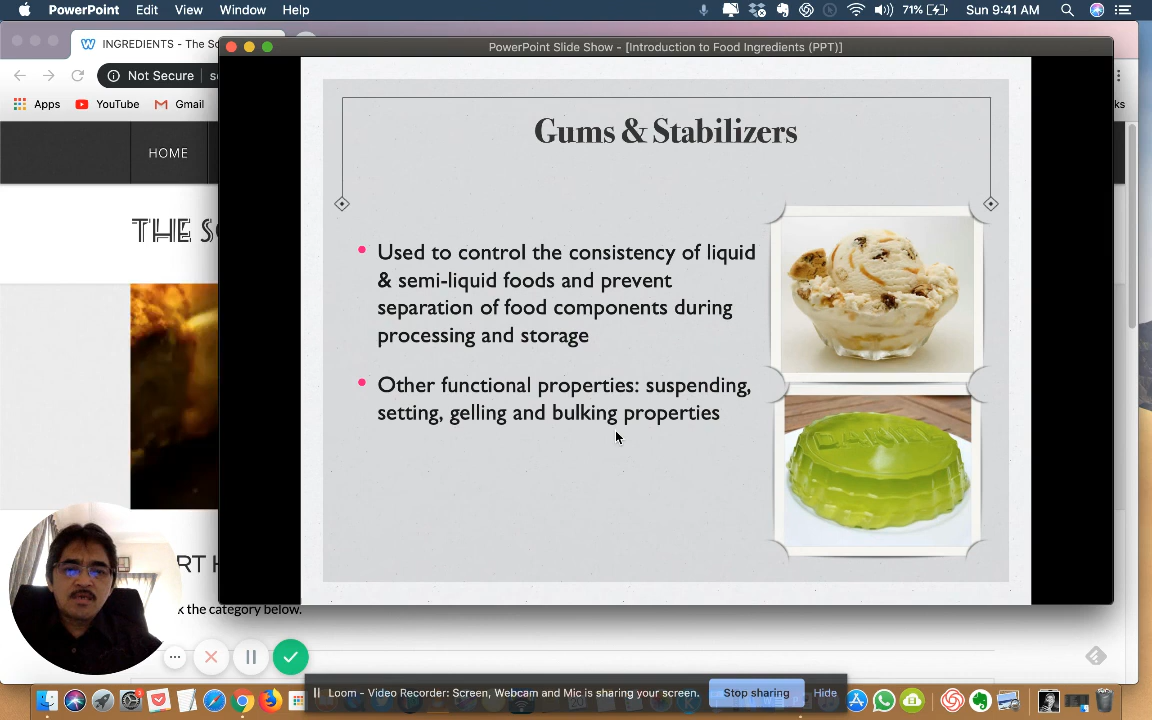 PowerPoint Edit View Window Help 71% Sun 9:41 AM
INGREDIENTS - The Sc
PowerPoint Slide Show - [Introduction to Food Ingredients (PPT)]
Not Secure
Apps YouTube Gmail
ks
HOME
THE S
Gums & Stabilizers
Used to control the consistency of liquid
& semi-liquid foods and prevent
separation of food components during
processing and storage
Other functional properties: suspending,
setting, gelling and bulking properties
RT H
k the category below.
Loom - Video Recorder: Screen, Webcam and Mic is sharing your screen. Stop sharing Hide